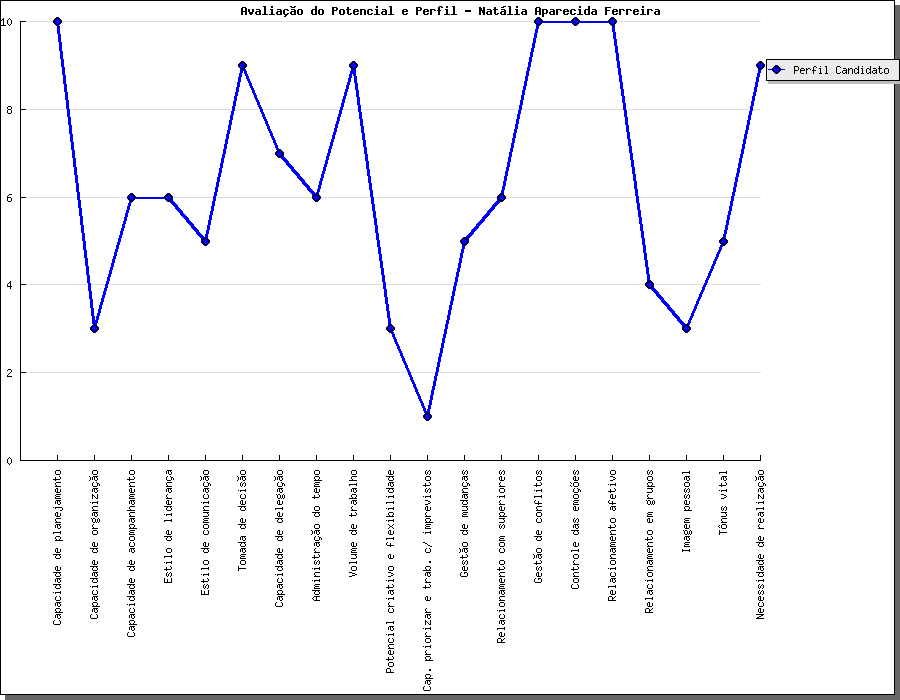 Avaliação do Potencial e Perfil - Natália Aparecida Ferreira
10
8
6
4
2
0
Perfil Candidato
Capacidade de planejamento
Capacidade de organização
Capacidade de acompanhamento
Estilo de liderança
Estilo de comunicação
Tomada de decisão
Capacidade de delegação
Administração do tempo
Volume de trabalho
Potencial criativo e flexibilidade
Cap. priorizar e trab. c/ imprevistos
Gestão de mudanças
Relacionamento com superiores
Gestão de conflitos
Controle das emoções
Relacionamento afetivo
Relacionamento em grupos
Imagem pessoal
Tônus vital
Necessidade de realização